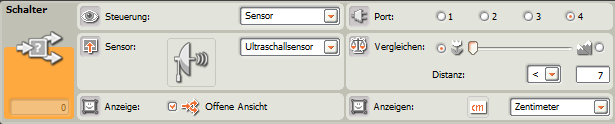 Schalter
Steuerung: Sensor
Port: 1 2 3 4
Sensor: Ultraschallsensor
Vergleichen:
Distanz: < 7
0
Anzeige: Offene Ansicht
Anzeigen: cm Zentimeter